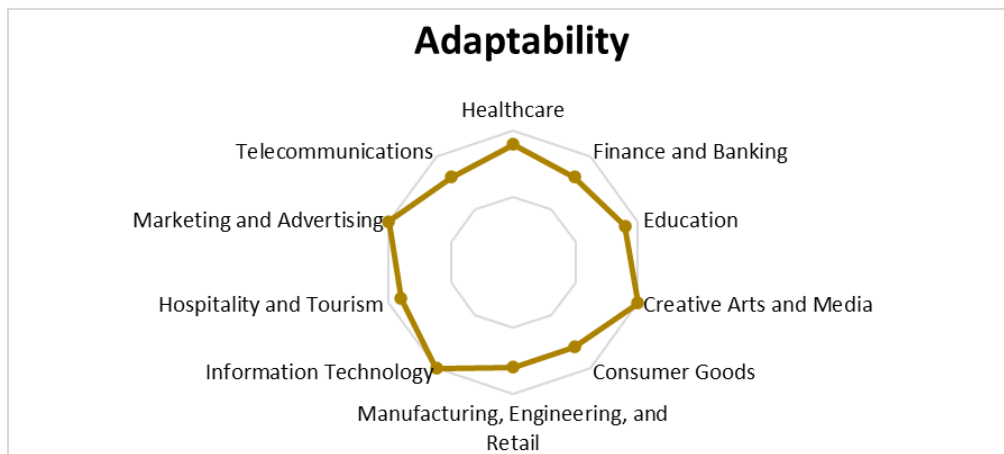 Adaptability
Healthcare
Telecommunications
Finance and Banking
Marketing and Advertising
Education
Hospitality and Tourism
Creative Arts and Media
Information Technology
Consumer Goods
Manufacturing, Engineering, and
Retail